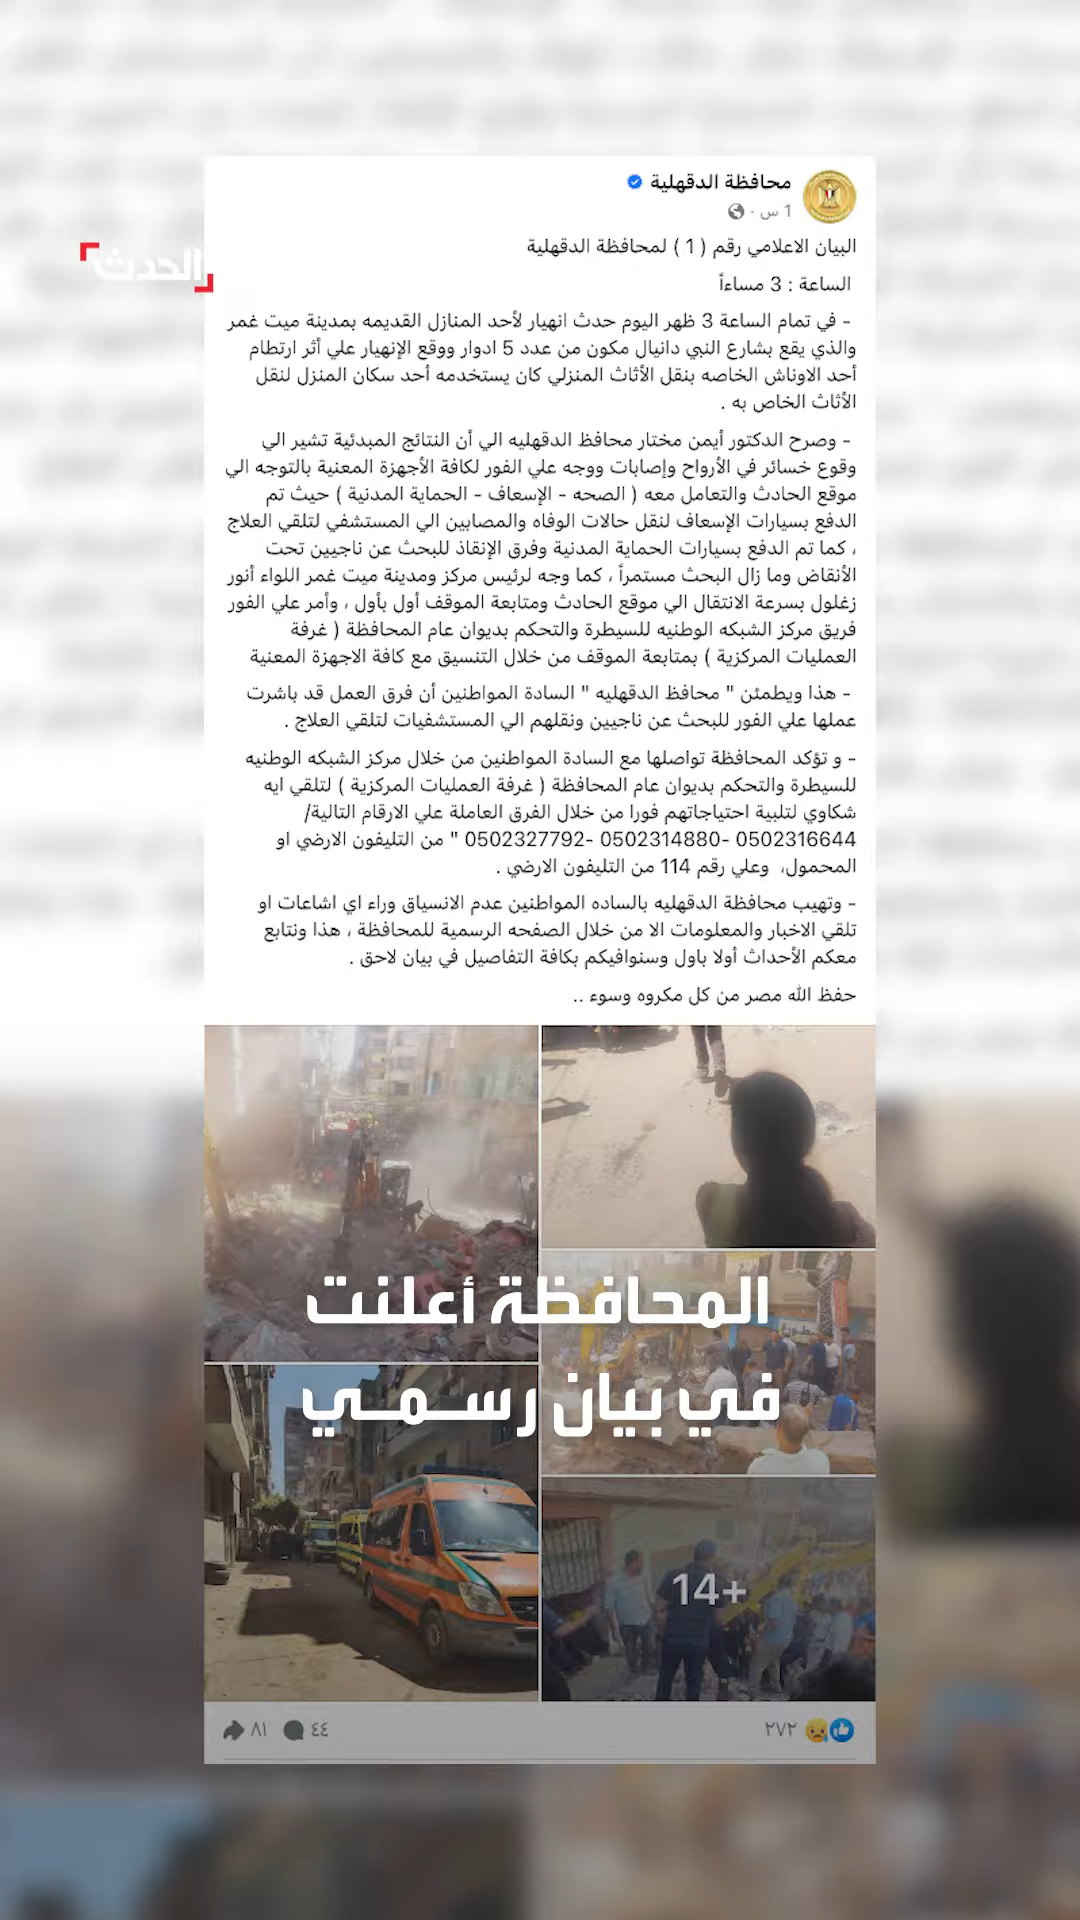 محافظة الدقهلية
1 س
الحدث
البيان الاعلامي رقم ( 1 ) لمحافظة الدقهلية
الساعة : 3 مساءاً
- في تمام الساعة 3 ظهر اليوم حدث انهيار لأحد المنازل القديمه بمدينة ميت غمر
والذي يقع بشارع النبي دانيال مكون من عدد 5 ادوار ووقع الإنهيار علي أثر ارتطام
أحد الاوناش الخاصه بنقل الأثاث المنزلي كان يستخدمه أحد سكان المنزل لنقل
الأثاث الخاص به .
- وصرح الدكتور أيمن مختار محافظ الدقهليه الي أن النتائج المبدئية تشير الي
وقوع خسائر في الأرواح وإصابات ووجه علي الفور لكافة الأجهزة المعنية بالتوجه الي
موقع الحادث والتعامل معه ( الصحه - الإسعاف - الحماية المدنية ) حيث تم
الدفع بسيارات الإسعاف لنقل حالات الوفاه والمصابين الي المستشفي لتلقي العلاج
، كما تم الدفع بسيارات الحماية المدنية وفرق الإنقاذ للبحث عن ناجيين تحت
الأنقاض وما زال البحث مستمراً ، كما وجه لرئيس مركز ومدينة ميت غمر اللواء أنور
زغلول بسرعة الانتقال الي موقع الحادث ومتابعة الموقف أول بأول ، وأمر علي الفور
فريق مركز الشبكه الوطنيه للسيطرة والتحكم بديوان عام المحافظة ( غرفة
العمليات المركزية ) بمتابعة الموقف من خلال التنسيق مع كافة الاجهزة المعنية
- هذا ويطمئن " محافظ الدقهليه " السادة المواطنين أن فرق العمل قد باشرت
عملها علي الفور للبحث عن ناجيين ونقلهم الي المستشفيات لتلقي العلاج .
- و تؤكد المحافظة تواصلها مع السادة المواطنين من خلال مركز الشبكه الوطنيه
للسيطرة والتحكم بديوان عام المحافظة ( غرفة العمليات المركزية ) لتلقي ايه
شكاوي لتلبية احتياجاتهم فورا من خلال الفرق العاملة علي الارقام التالية/
0502316644 -0502314880 -0502327792 " من التليفون الارضي او
المحمول، وعلي رقم 114 من التليفون الارضي .
- وتهيب محافظة الدقهليه بالساده المواطنين عدم الانسياق وراء اي اشاعات او
تلقي الاخبار والمعلومات الا من خلال الصفحه الرسمية للمحافظة ، هذا ونتابع
معكم الأحداث أولا باول وسنوافيكم بكافة التفاصيل في بيان لاحق .
حفظ الله مصر من كل مكروه وسوء ..
المحافظة أعلنت
في بيان رسمي
14+
٢٧٢
٤٤
٨١